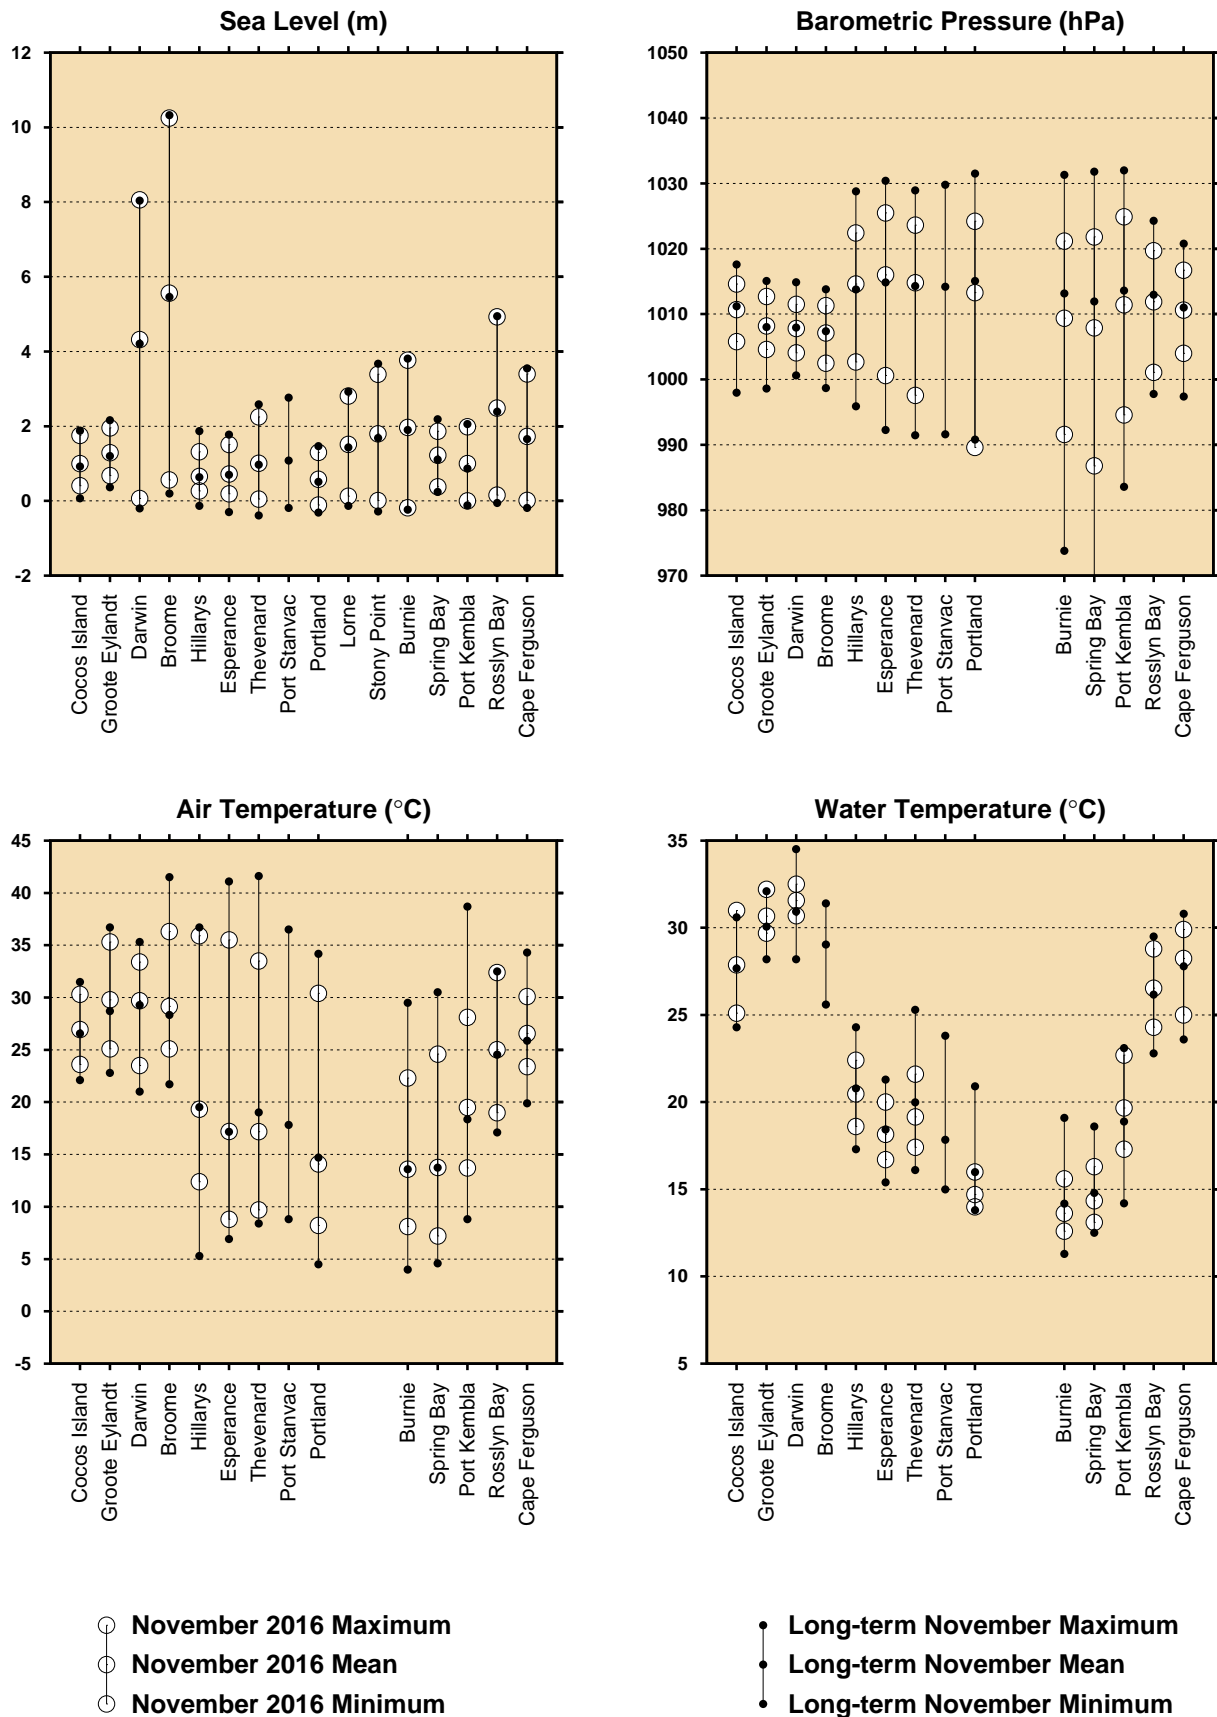 Sea Level (m)
12
10
8
6
4
2
0
-2
Cocos Island
Groote Eylandt
Darwin
Broome
Hillarys
Esperance
Thevenard
Port Stanvac
Portland
Lorne
Stony Point
Burnie
Spring Bay
Port Kembla
Rosslyn Bay
Cape Ferguson
Barometric Pressure (hPa)
1050
1040
1030
1020
1010
1000
990
980
970
Cocos Island
Groote Eylandt
Darwin
Broome
Hillarys
Esperance
Thevenard
Port Stanvac
Portland
Burnie
Spring Bay
Port Kembla
Rosslyn Bay
Cape Ferguson
Air Temperature (°C)
45
40
35
30
25
20
15
10
5
0
-5
Cocos Island
Groote Eylandt
Darwin
Broome
Hillarys
Esperance
Thevenard
Port Stanvac
Portland
Burnie
Spring Bay
Port Kembla
Rosslyn Bay
Cape Ferguson
Water Temperature (°C)
35
30
25
20
15
10
5
Cocos Island
Groote Eylandt
Darwin
Broome
Hillarys
Esperance
Thevenard
Port Stanvac
Portland
Burnie
Spring Bay
Port Kembla
Rosslyn Bay
Cape Ferguson
November 2016 Maximum
November 2016 Mean
November 2016 Minimum
Long-term November Maximum
Long-term November Mean
Long-term November Minimum